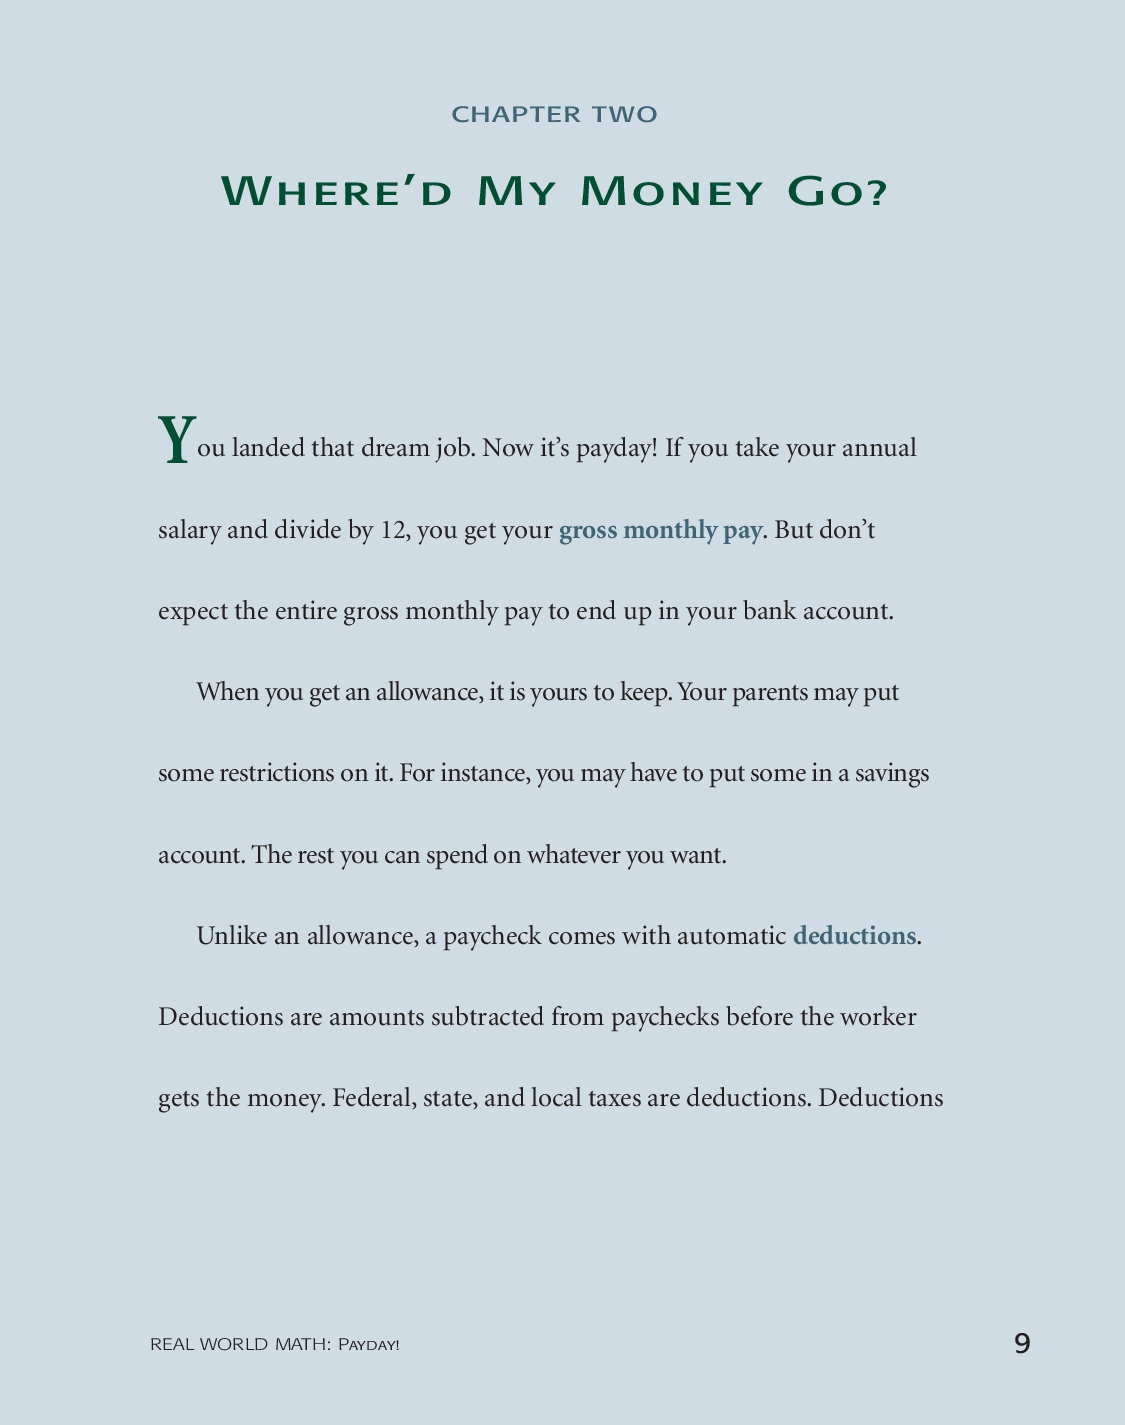 CHAPTER TWO
WHERE’D MY MONEY GO?
You landed that dream job. Now it’s payday! If you take your annual
salary and divide by 12, you get your gross monthly pay. But don’t
expect the entire gross monthly pay to end up in your bank account.
When you get an allowance, it is yours to keep. Your parents may put
some restrictions on it. For instance, you may have to put some in a savings
account. The rest you can spend on whatever you want.
Unlike an allowance, a paycheck comes with automatic deductions.
Deductions are amounts subtracted from paychecks before the worker
gets the money. Federal, state, and local taxes are deductions. Deductions
REAL WORLD MATH: PAYDAY! 9